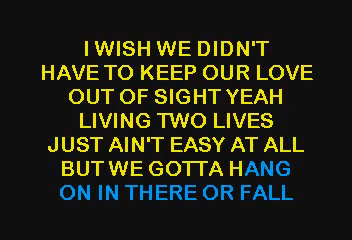 I WISH WE DIDN'T
HAVE TO KEEP OUR LOVE
OUT OF SIGHT YEAH
LIVING TWO LIVES
JUST AIN'T EASY AT ALL
BUT WE GOTTA HANG
ON IN THERE OR FALL